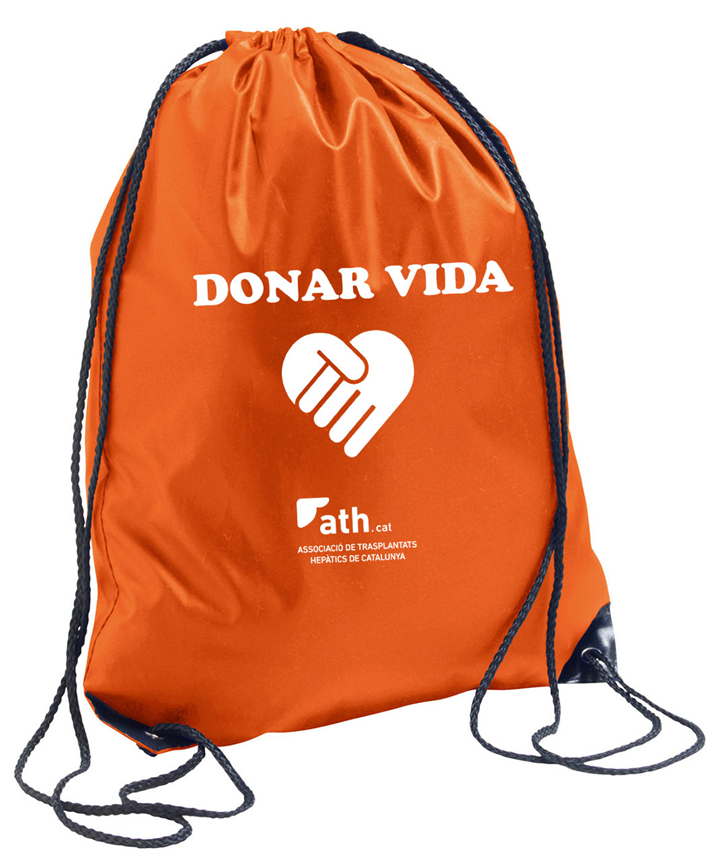 DONAR VIDA
ath.cat
ASSOCIACIÓ DE TRASPLANTATS
HEPÀTICS DE CATALUNYA